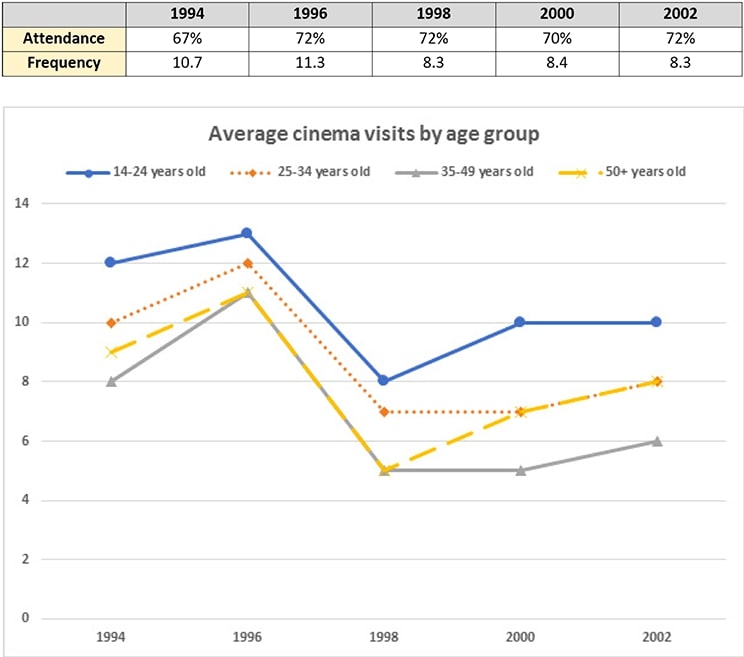 1994 1996 1998 2000 2002
Attendance 67% 72% 72% 70% 72%
Frequency 10.7 11.3 8.3 8.4 8.3
Average cinema visits by age group
14-24 years old 25-34 years old 35-49 years old 50+ years old
14
12
10
8
6
4
2
0
1994 1996 1998 2000 2002